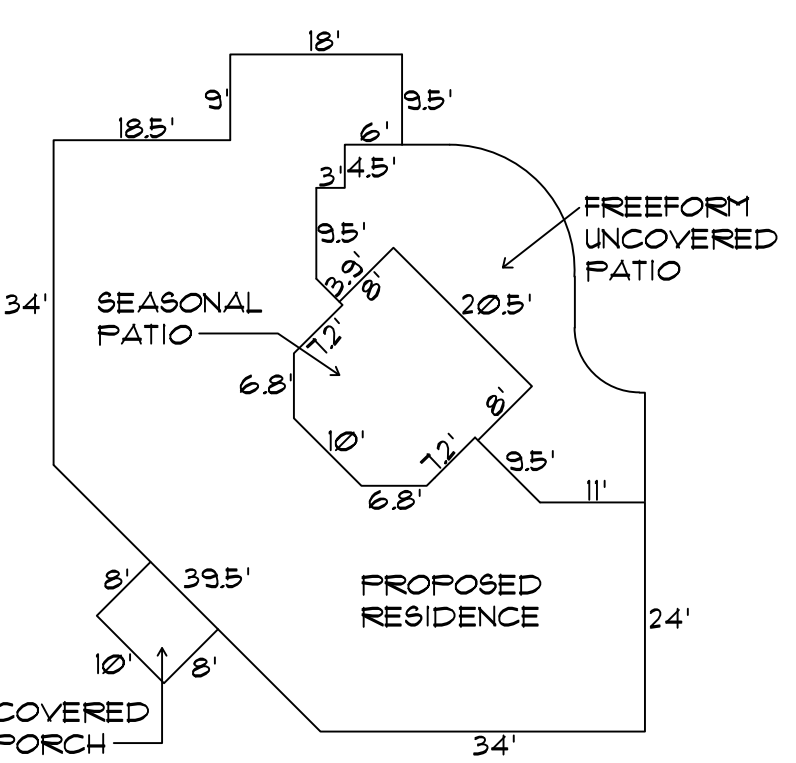 18'
9'
9.5'
18.5'
6'
4.5'
3'
FREEFORM
UNCOVERED
PATIO
9.5'
3.9'
8'
SEASONAL
PATIO
34'
20.5'
7.2'
6.8'
8'
10'
7.2'
9.5'
6.8'
11'
8'
39.5'
PROPOSED
RESIDENCE
24'
10'
8'
COVERED
PORCH
34'